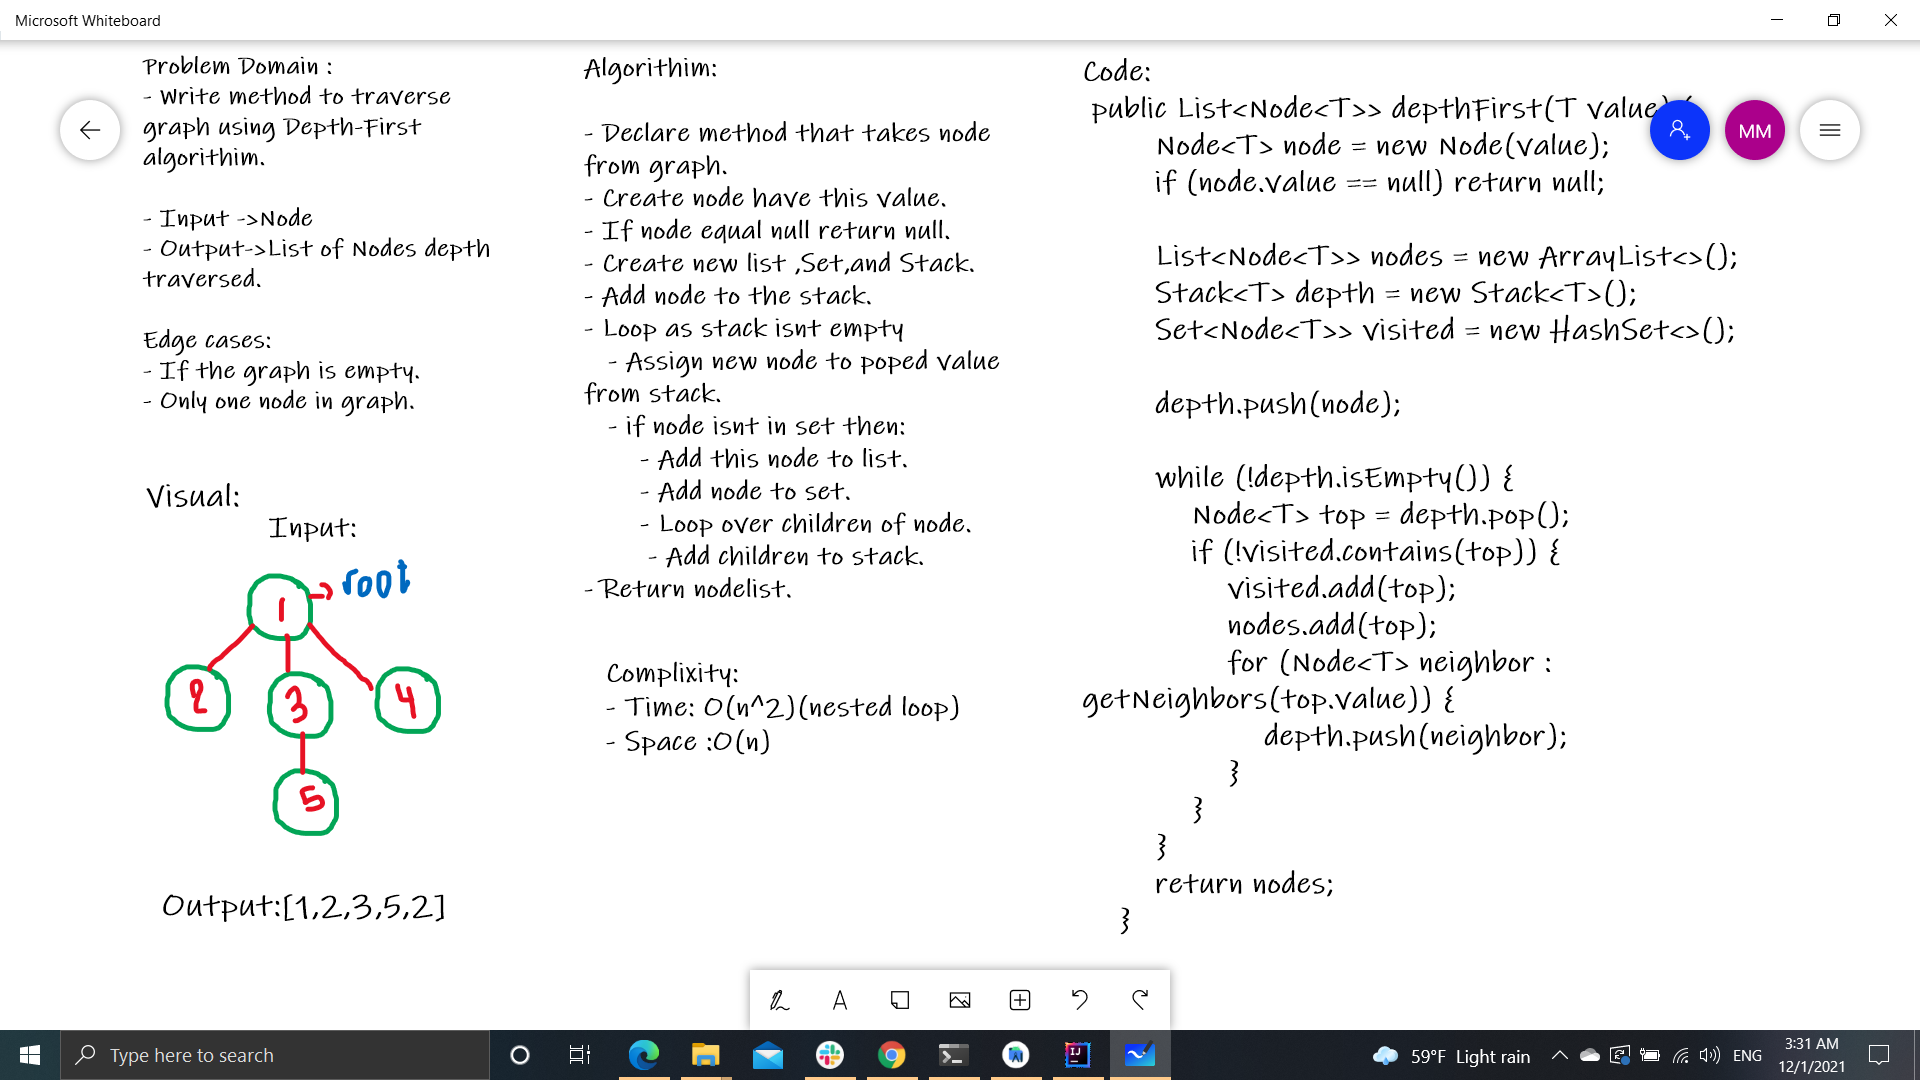 Microsoft Whiteboard
Problem Domain :
- Write method to traverse
graph using Depth-First
algorithim.
- Input ->Node
- Output->List of Nodes depth
traversed.
Edge cases:
- If the graph is empty.
- Only one node in graph.
Visual:
Input:
root
1
2
3
4
5
Output:[1,2,3,5,2]
Algorithim:
- Declare method that takes node
from graph.
- Create node have this value.
- If node equal null return null.
- Create new list ,Set,and Stack.
- Add node to the stack.
- Loop as stack isnt empty
- Assign new node to poped value
from stack.
- if node isnt in set then:
- Add this node to list.
- Add node to set.
- Loop over children of node.
- Add children to stack.
- Return nodelist.
Complixity:
- Time: O(n^2)(nested loop)
- Space :O(n)
Code:
public List<Node<T>> depthFirst(T value) {
Node<T> node = new Node(value);
if (node.value == null) return null;
List<Node<T>> nodes = new ArrayList<>();
Stack<T> depth = new Stack<T>();
Set<Node<T>> visited = new HashSet<>();
depth.push(node);
while (!depth.isEmpty()) {
Node<T> top = depth.pop();
if (!visited.contains(top)) {
visited.add(top);
nodes.add(top);
for (Node<T> neighbor :
getNeighbors(top.value)) {
depth.push(neighbor);
}
}
}
return nodes;
}
MM
Type here to search
59°F Light rain
ENG
3:31 AM
12/1/2021